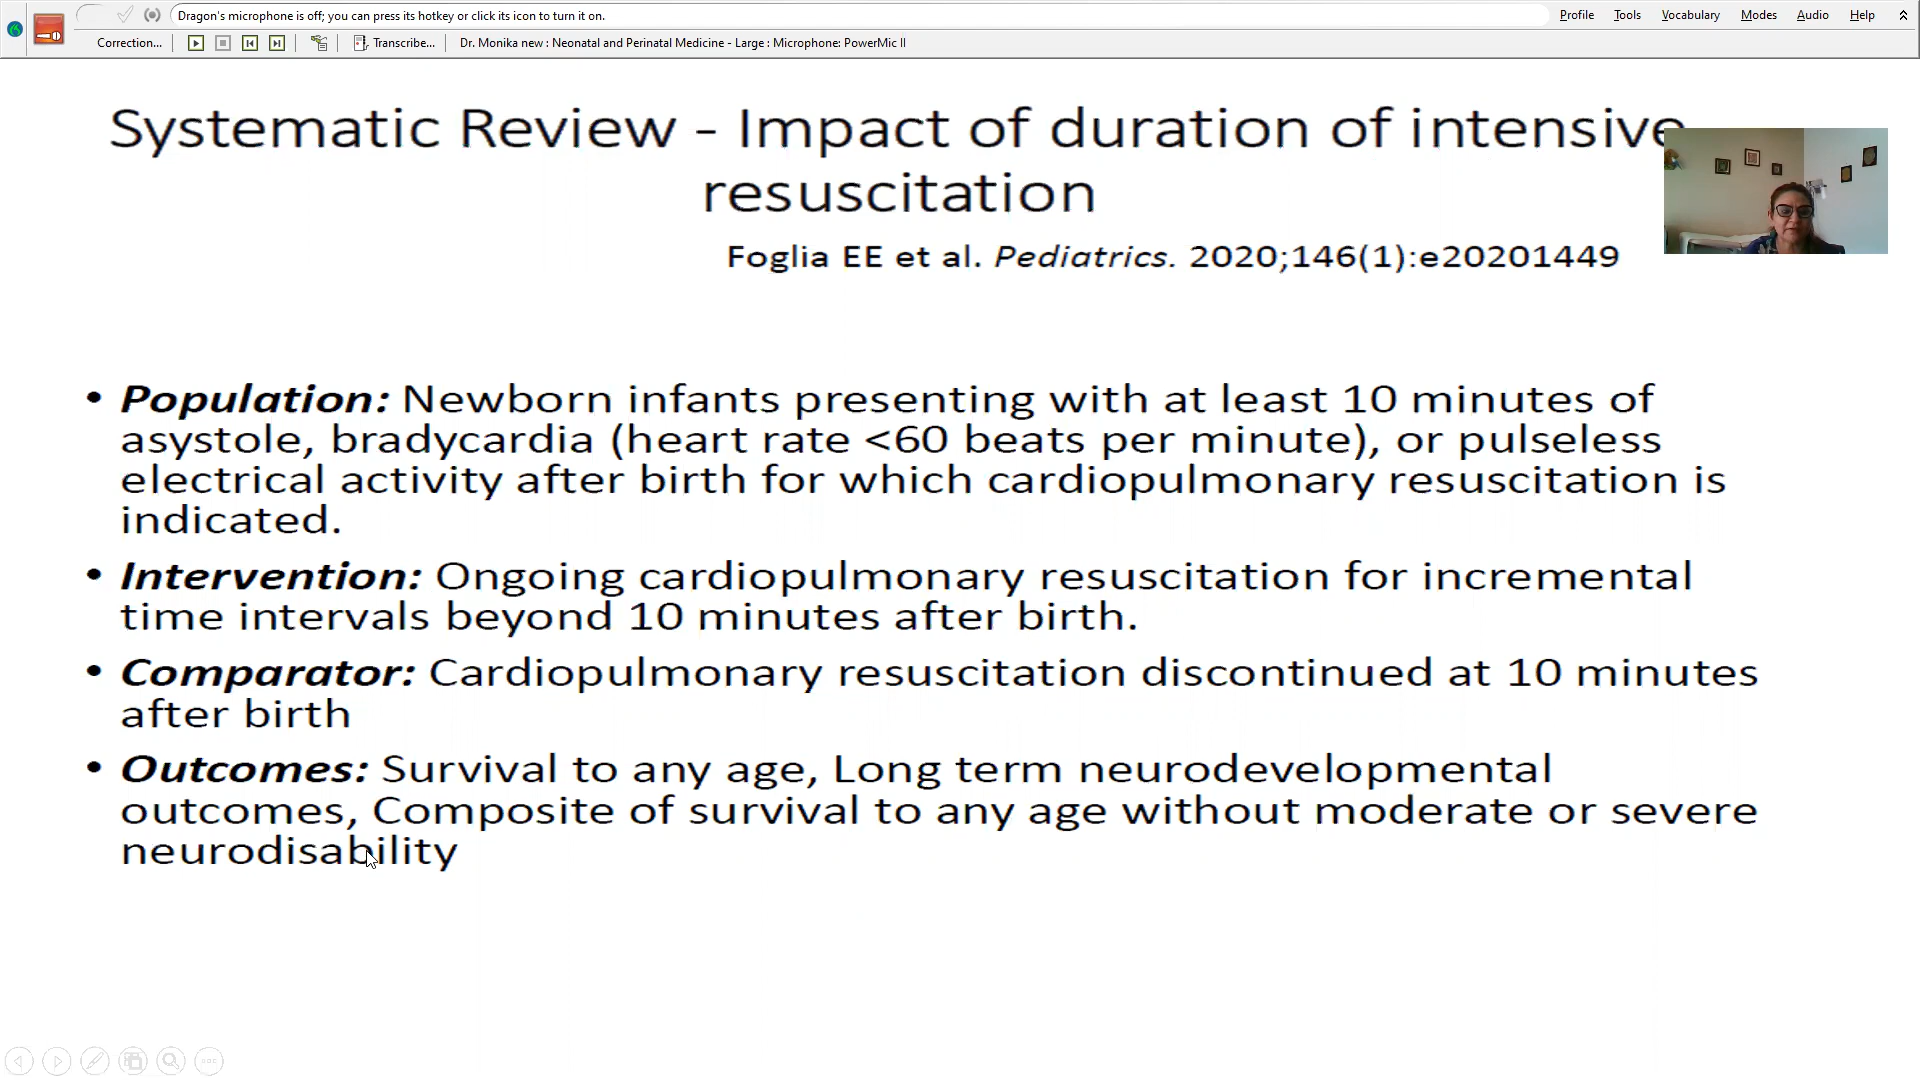 Dragon's microphone is off; you can press its hotkey or click its icon to turn it on.
Profile Tools Vocabulary Modes Audio Help
Correction... Transcribe... Dr. Monika new : Neonatal and Perinatal Medicine - Large : Microphone: PowerMic II
Systematic Review - Impact of duration of intensive
resuscitation
Foglia EE et al. Pediatrics. 2020;146(1):e20201449
• Population: Newborn infants presenting with at least 10 minutes of
asystole, bradycardia (heart rate <60 beats per minute), or pulseless
electrical activity after birth for which cardiopulmonary resuscitation is
indicated.
• Intervention: Ongoing cardiopulmonary resuscitation for incremental
time intervals beyond 10 minutes after birth.
• Comparator: Cardiopulmonary resuscitation discontinued at 10 minutes
after birth
• Outcomes: Survival to any age, Long term neurodevelopmental
outcomes, Composite of survival to any age without moderate or severe
neurodisability